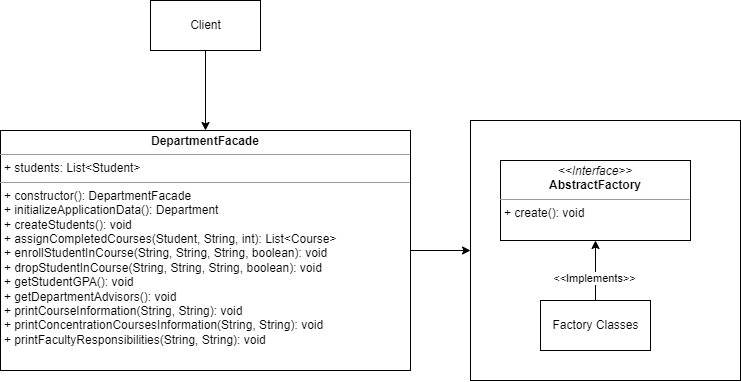 Client
DepartmentFacade
+ students: List<Student>
+ constructor(): DepartmentFacade
+ initializeApplicationData(): Department
+ createStudents(): void
+ assignCompletedCourses(Student, String, int): List<Course>
+ enrollStudentInCourse(String, String, String, boolean): void
+ dropStudentInCourse(String, String, String, boolean): void
+ getStudentGPA(): void
+ getDepartmentAdvisors(): void
+ printCourseInformation(String, String): void
+ printConcentrationCoursesInformation(String, String): void
+ printFacultyResponsibilities(String, String): void
<<Interface>>
AbstractFactory
+ create(): void
<<Implements>>
Factory Classes